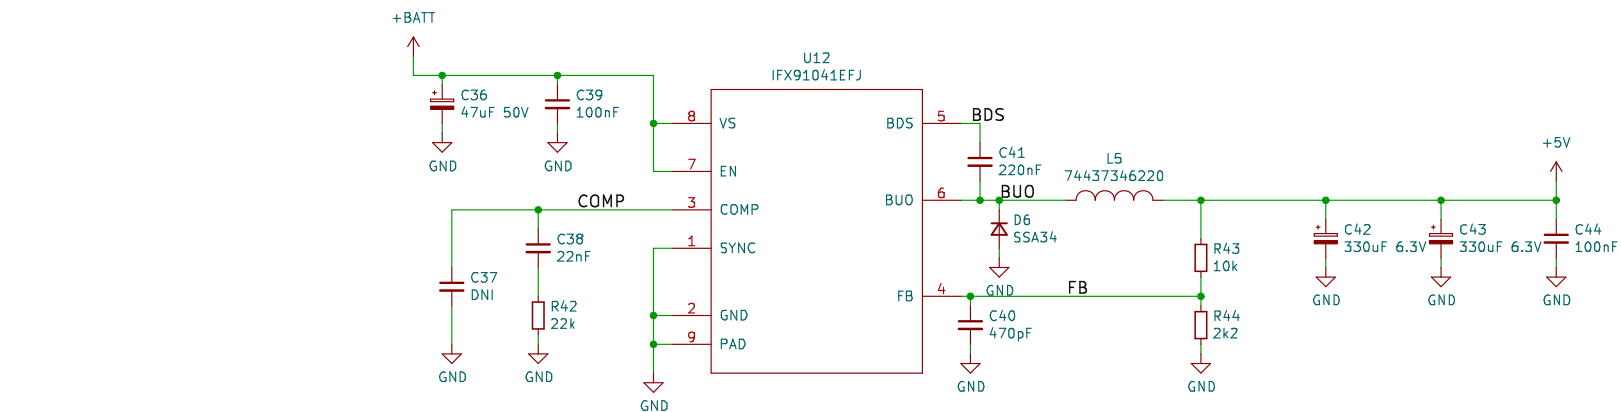 +BATT
U12
IFX91041EFJ
C36
47uF 50V
C39
100nF
GND
GND
8
VS
7
EN
COMP
3
COMP
1
SYNC
2
GND
9
PAD
C38
22nF
C37
DNI
R42
22k
GND
GND
GND
BDS
5
BDS
C41
220nF
BUO
6
BUO
L5
74437346220
D6
SSA34
GND
FB
4
FB
C40
470pF
GND
R43
10k
R44
2k2
GND
+5V
C42
330uF 6.3V
C43
330uF 6.3V
C44
100nF
GND
GND
GND